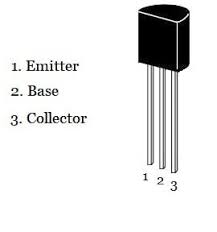 1. Emitter
2. Base
3. Collector
1 2 3